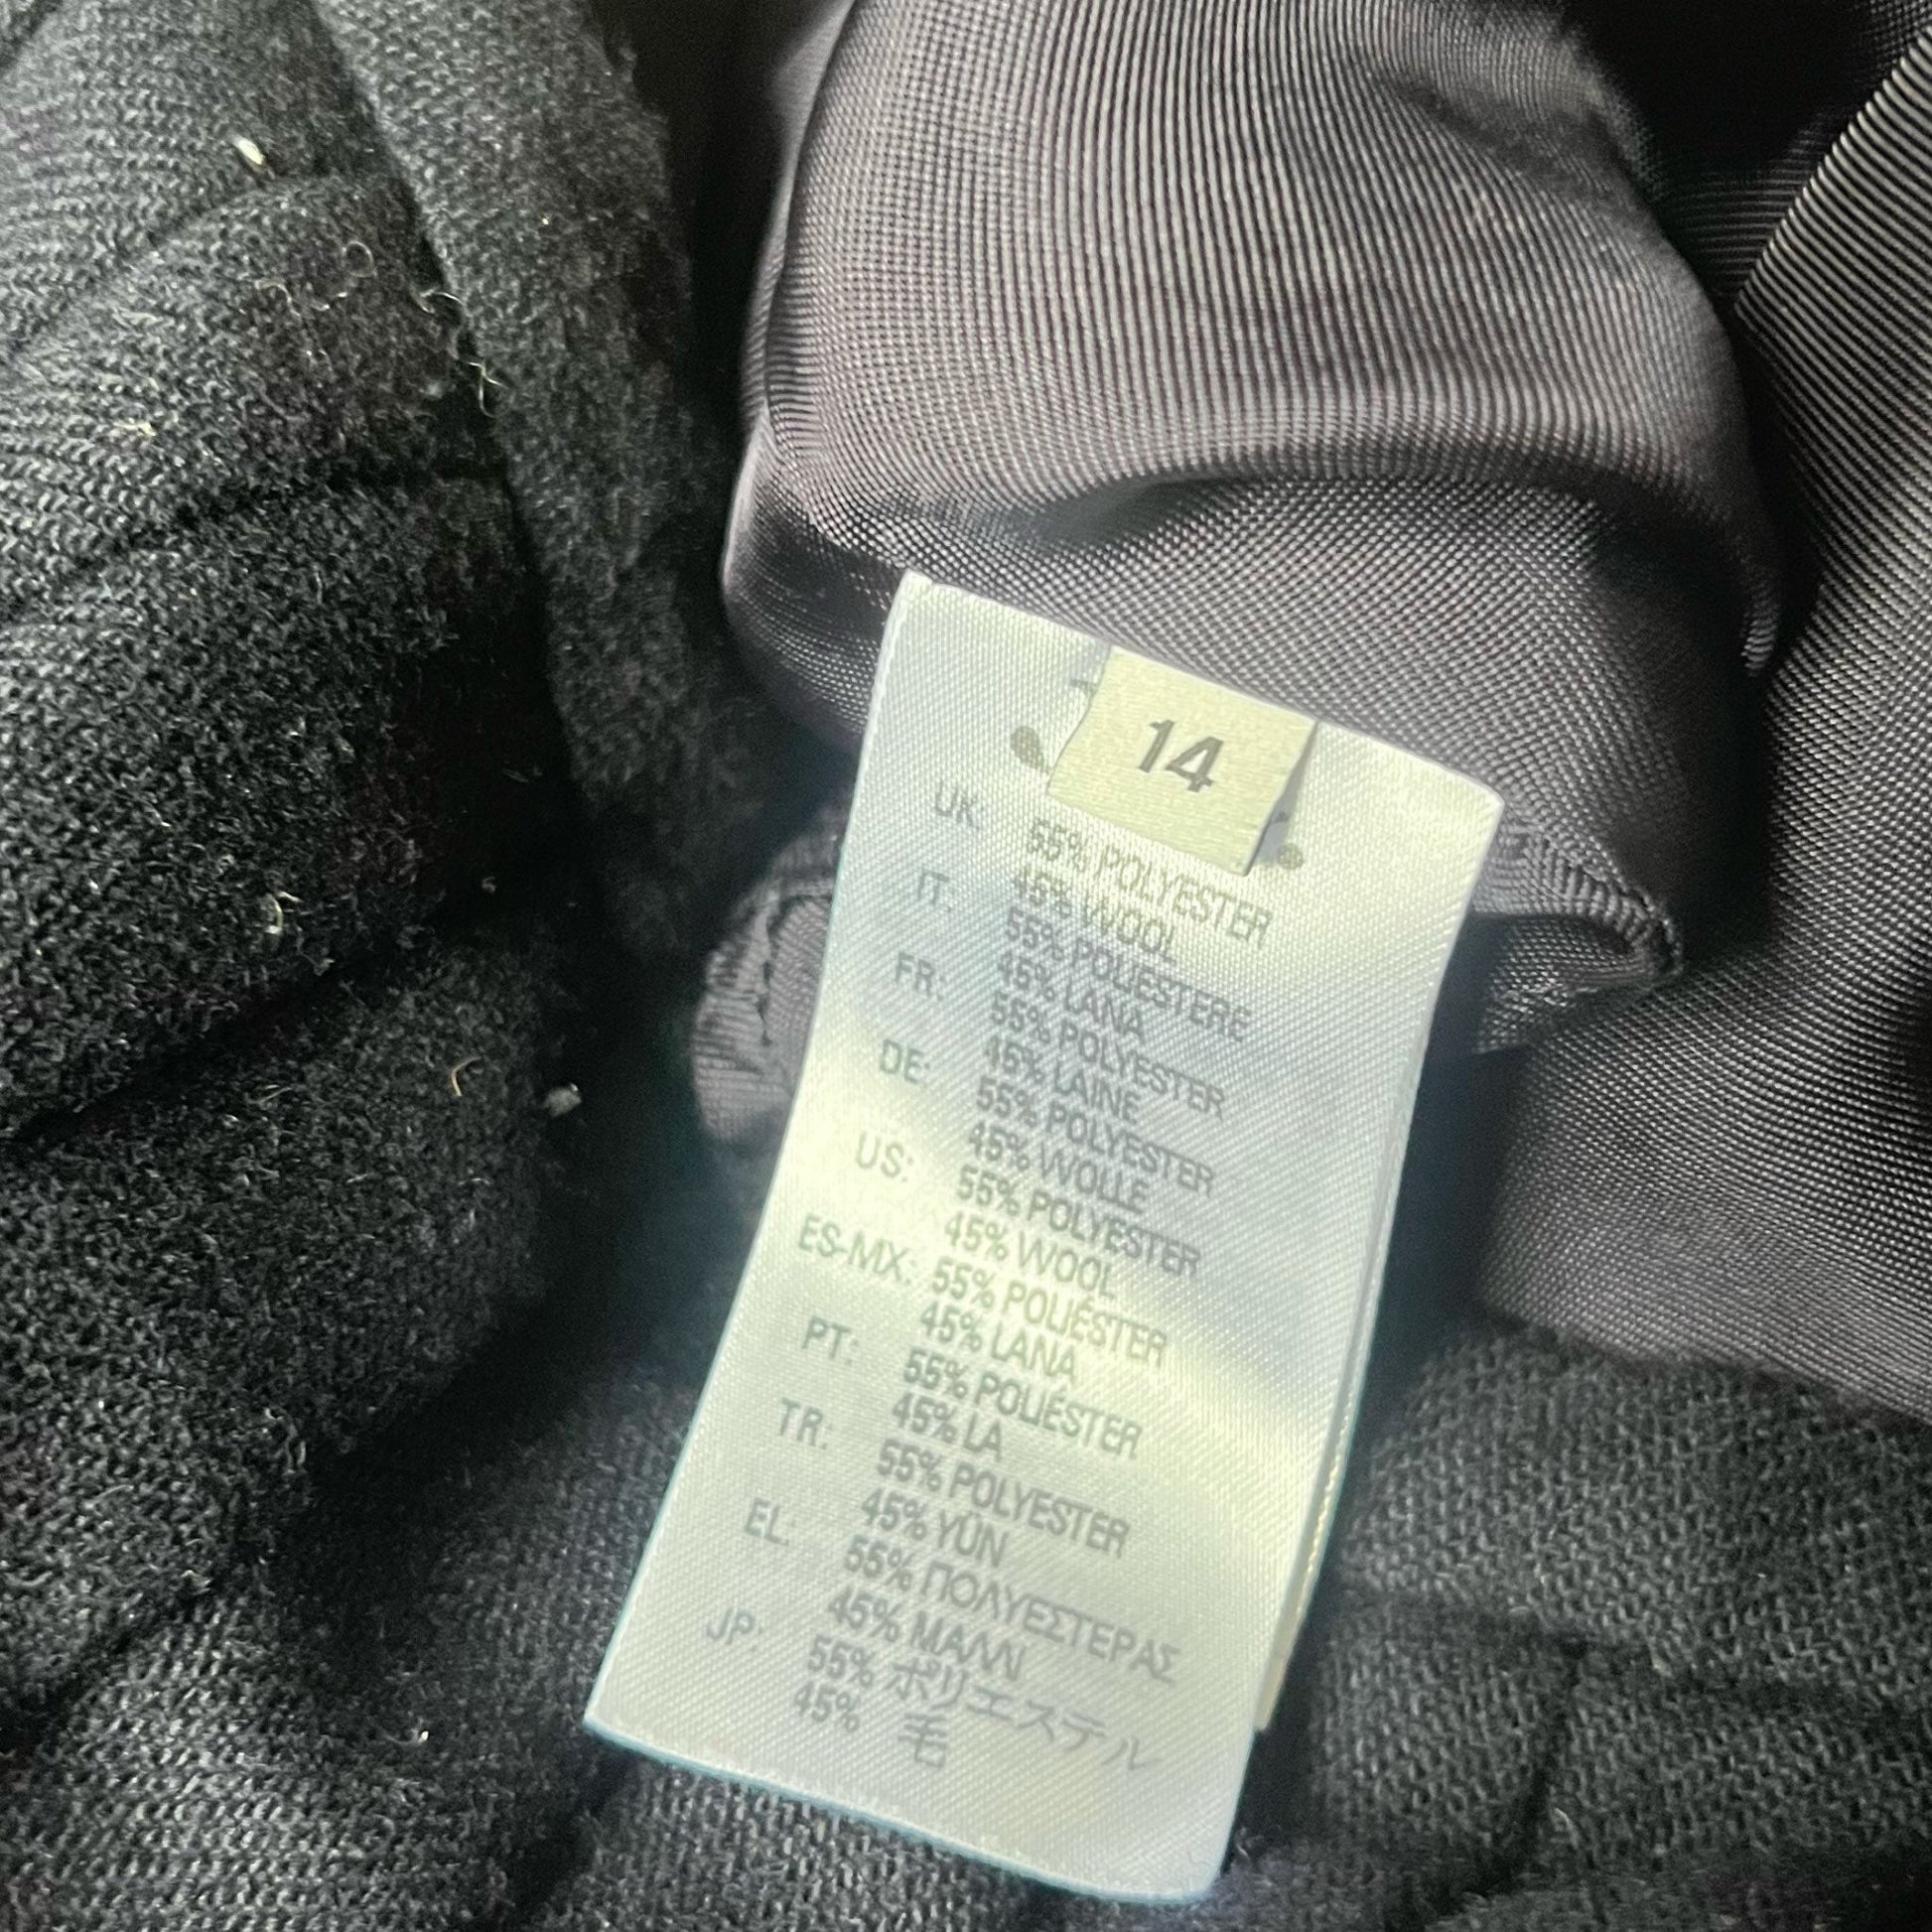 14
UK: 55% POLYESTER
45% WOOL
IT: 55% POLIESTERE
45% LANA
FR: 55% POLYESTER
45% LAINE
DE: 55% POLYESTER
45% WOLLE
US: 55% POLYESTER
45% WOOL
ES-MX: 55% POLIÉSTER
45% LANA
PT: 55% POLIÉSTER
45% LA
TR: 55% POLYESTER
45% YÜN
EL: 55% ΠΟΛΥΕΣΤΕΡΑΣ
45% ΜΑΛΛΙ
JP: 55% ポリエステル
45% 毛